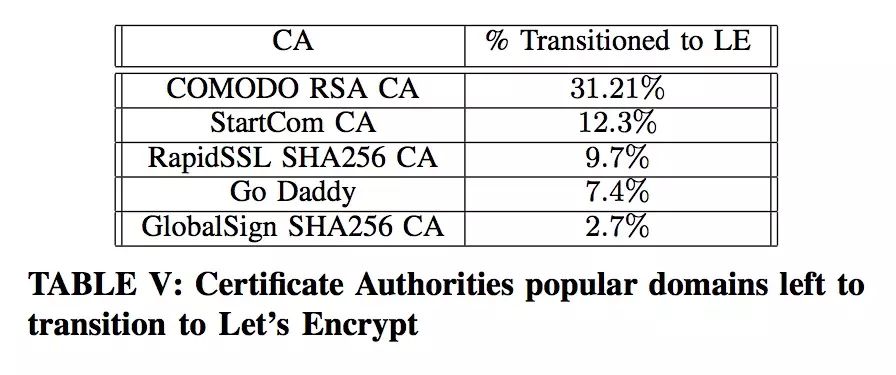 CA % Transitioned to LE
COMODO RSA CA 31.21%
StartCom CA 12.3%
RapidSSL SHA256 CA 9.7%
Go Daddy 7.4%
GlobalSign SHA256 CA 2.7%
TABLE V: Certificate Authorities popular domains left to
transition to Let's Encrypt